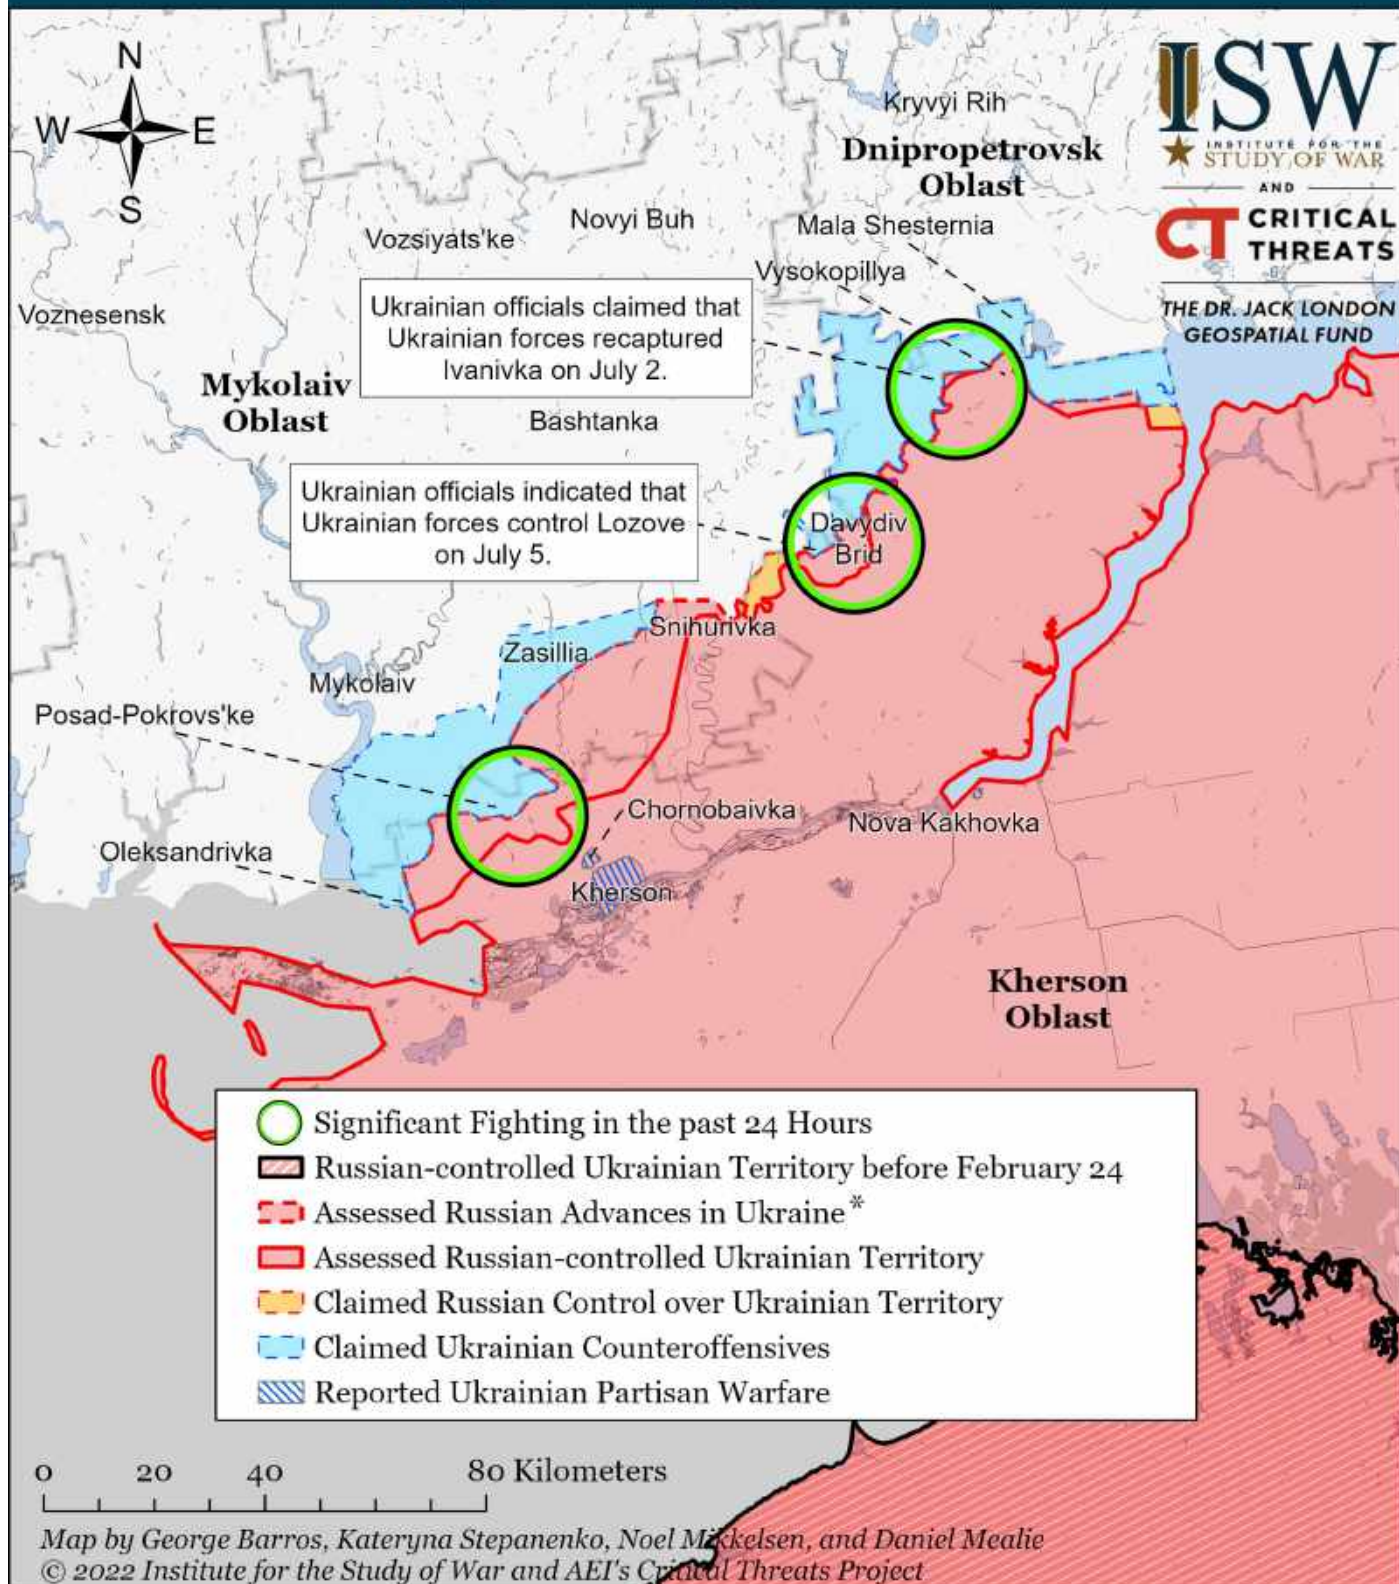 N
W E
S
ISW
INSTITUTE FOR THE
STUDY OF WAR
AND
CT CRITICAL
THREATS
THE DR. JACK LONDON
GEOSPATIAL FUND
Kryvyi Rih
Dnipropetrovsk
Oblast
Mala Shesternia
Novyi Buh
Vozsiyats'ke
Vysokopillya
Voznesensk
Ukrainian officials claimed that
Ukrainian forces recaptured
Ivanivka on July 2.
Mykolaiv
Oblast
Bashtanka
Ukrainian officials indicated that
Ukrainian forces control Lozove
on July 5.
Davydiv
Brid
Snihurivka
Zasillia
Mykolaiv
Posad-Pokrovs'ke
Chornobaivka
Nova Kakhovka
Oleksandrivka
Kherson
Kherson
Oblast
Significant Fighting in the past 24 Hours
Russian-controlled Ukrainian Territory before February 24
Assessed Russian Advances in Ukraine*
Assessed Russian-controlled Ukrainian Territory
Claimed Russian Control over Ukrainian Territory
Claimed Ukrainian Counteroffensives
Reported Ukrainian Partisan Warfare
0 20 40 80 Kilometers
Map by George Barros, Kateryna Stepanenko, Noel Mikkelsen, and Daniel Mealie
© 2022 Institute for the Study of War and AEI's Critical Threats Project